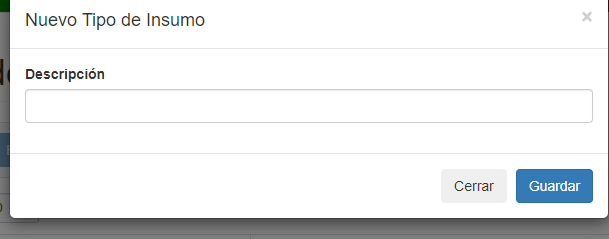 Nuevo Tipo de Insumo
×
Descripción
Cerrar
Guardar